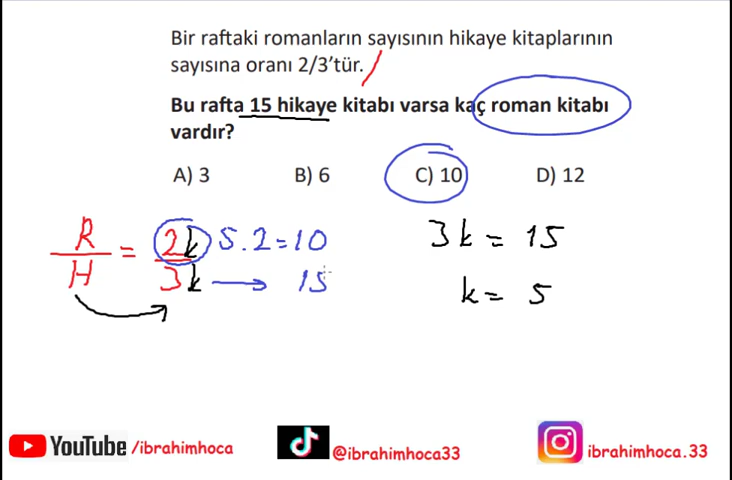 Bir raftaki romanların sayısının hikaye kitaplarının
sayısına oranı 2/3'tür.
Bu rafta 15 hikaye kitabı varsa kaç roman kitabı
vardır?
A) 3 B) 6 C) 10 D) 12
R/H = 2k/3k
5.2=10
→ 15
3k = 15
k = 5
YouTube /ibrahimhoca
@ibrahimhoca33
ibrahimhoca.33